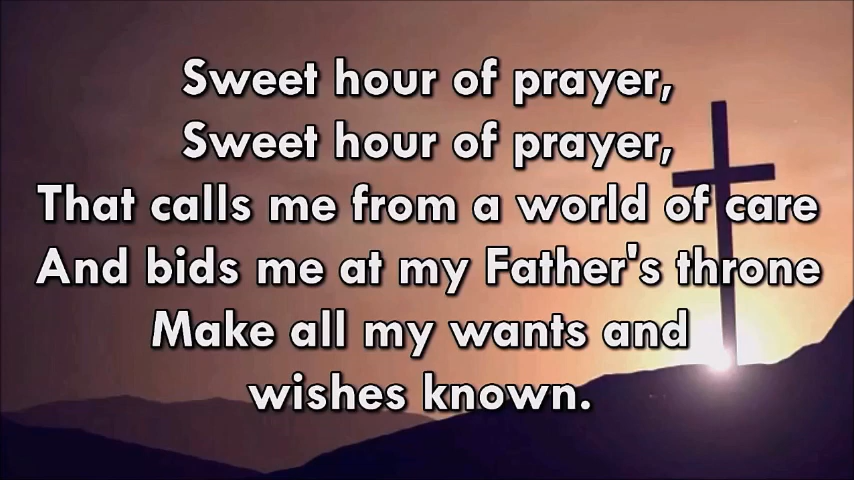 Sweet hour of prayer,
Sweet hour of prayer,
That calls me from a world of care
And bids me at my Father's throne
Make all my wants and
wishes known.